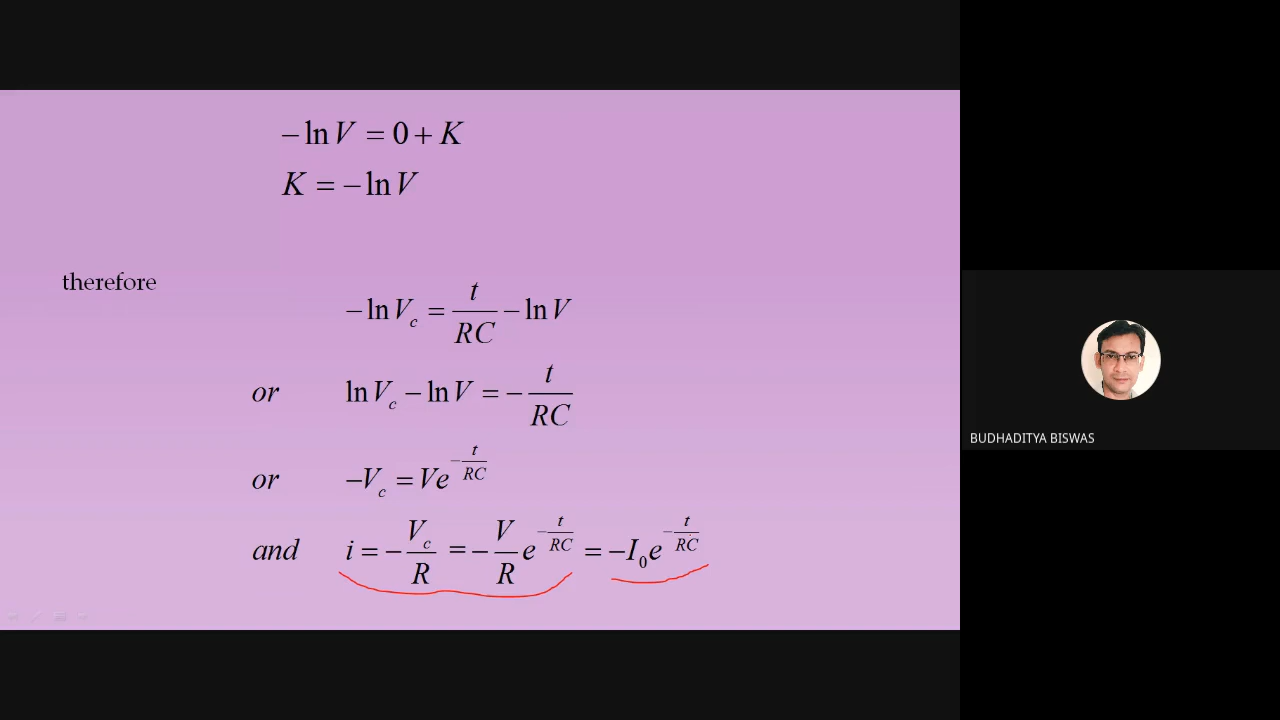 − ln V = 0 + K
K = − ln V
therefore
− ln V_c = t/RC − ln V
or ln V_c − ln V = − t/RC
or −V_c = Ve^(−t/RC)
and i = − V_c/R = − V/R e^(−t/RC) = −I_0 e^(−t/RC)
BUDHADITYA BISWAS